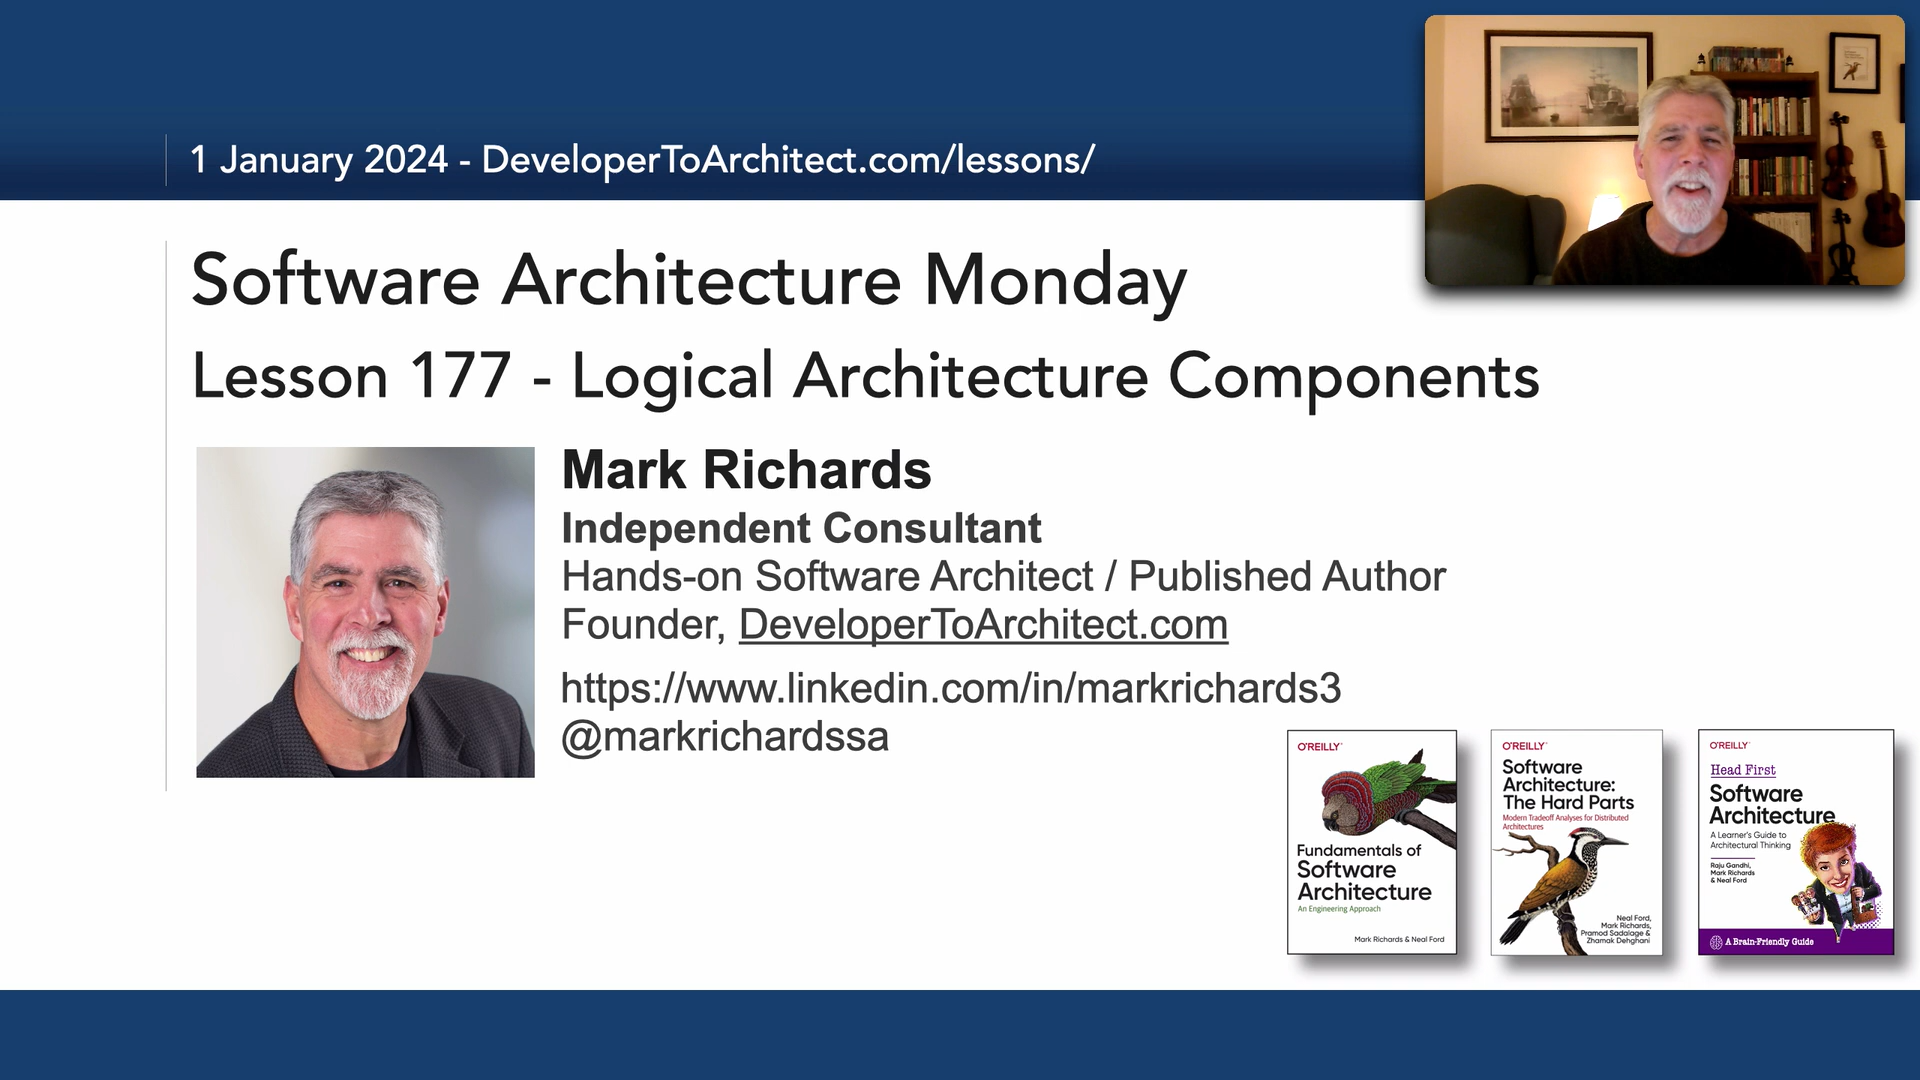 1 January 2024 - DeveloperToArchitect.com/lessons/
Software Architecture Monday
Lesson 177 - Logical Architecture Components
Mark Richards
Independent Consultant
Hands-on Software Architect / Published Author
Founder, DeveloperToArchitect.com
https://www.linkedin.com/in/markrichards3
@markrichardssa
O'REILLY
Fundamentals of
Software
Architecture
An Engineering Approach
Mark Richards & Neal Ford
O'REILLY
Software
Architecture:
The Hard Parts
Modern Tradeoff Analyses for Distributed
Architectures
Neal Ford,
Mark Richards,
Pramod Sadalage &
Zhamak Dehghani
O'REILLY
Head First
Software
Architecture
A Learner's Guide to
Architectural Thinking
Raju Gandhi,
Mark Richards
& Neal Ford
A Brain-Friendly Guide